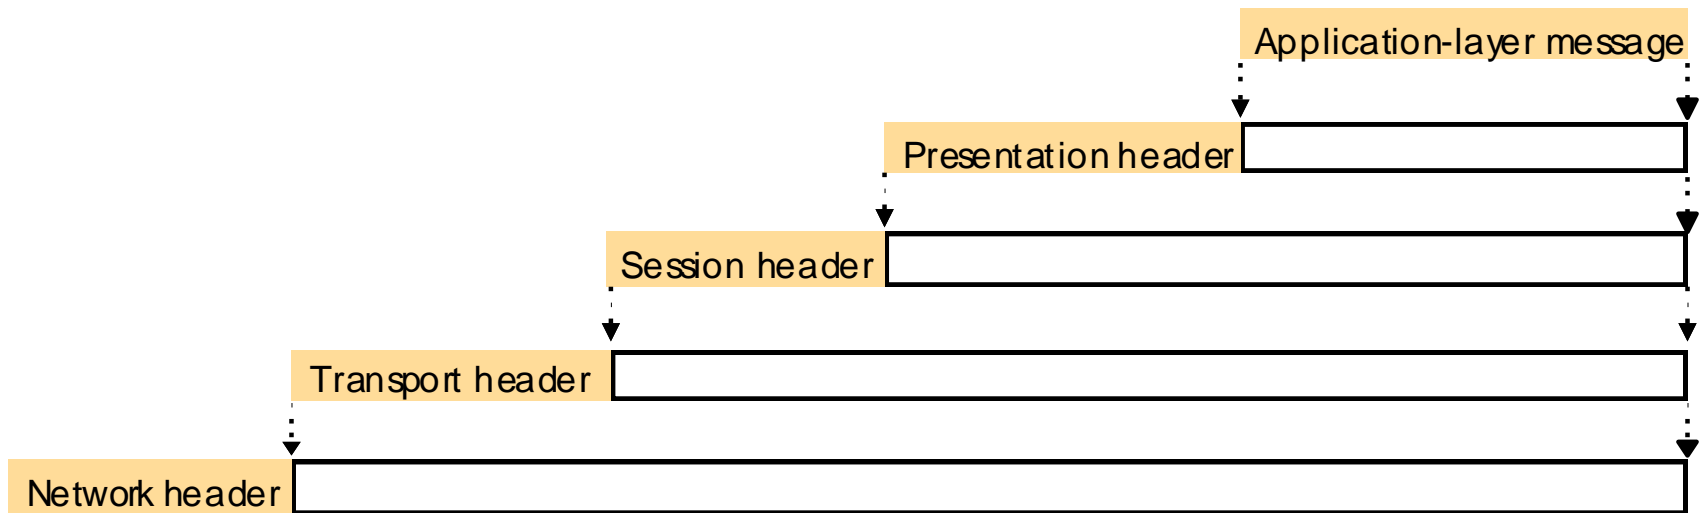 Application-layer message
Presentation header
Session header
Transport header
Network header